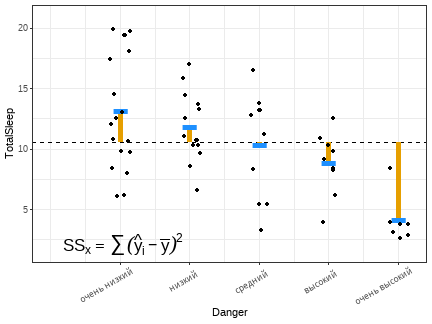 20
15
10
5
TotalSleep
SSx = ∑(ŷi − y̅)²
очень низкий
низкий
средний
высокий
очень высокий
Danger